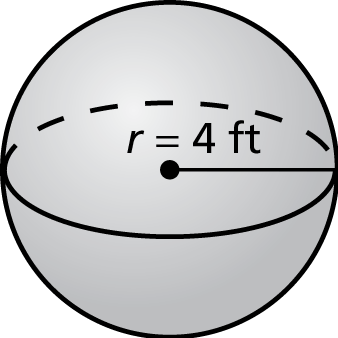 r = 4 ft